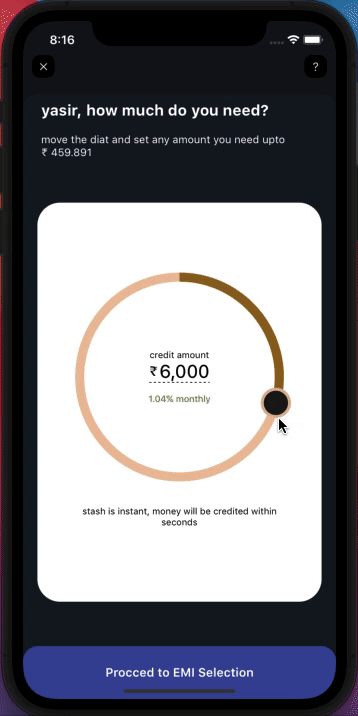 8:16
?
yasir, how much do you need?
move the diat and set any amount you need upto
₹ 459.891
credit amount
₹6,000
1.04% monthly
stash is instant, money will be credited within
seconds
Procced to EMI Selection